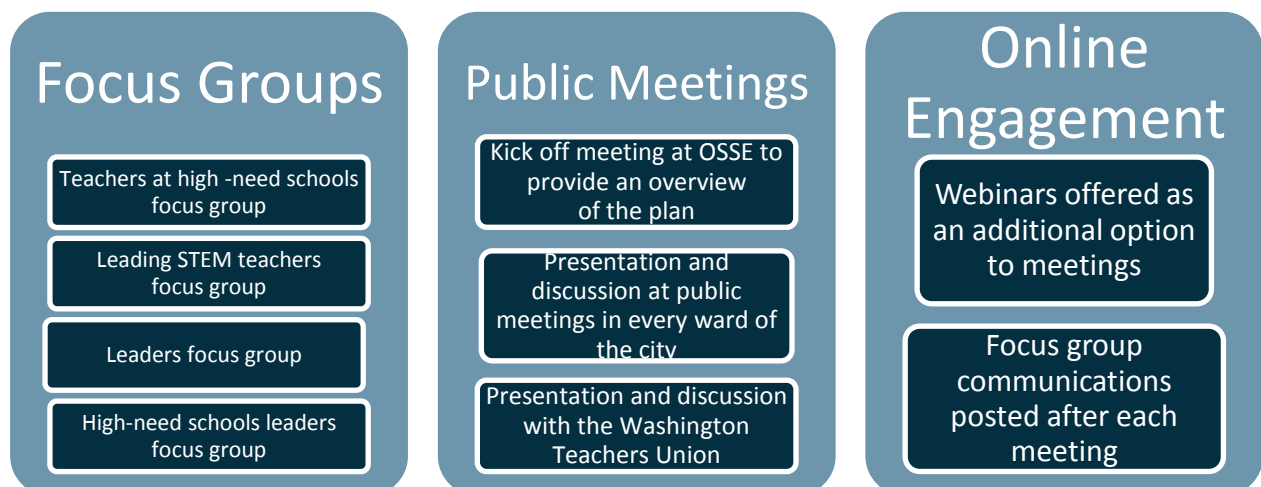 Focus Groups
Teachers at high -need schools
focus group
Leading STEM teachers
focus group
Leaders focus group
High-need schools leaders
focus group
Public Meetings
Kick off meeting at OSSE to
provide an overview
of the plan
Presentation and
discussion at public
meetings in every ward of
the city
Presentation and discussion
with the Washington
Teachers Union
Online
Engagement
Webinars offered as
an additional option
to meetings
Focus group
communications
posted after each
meeting